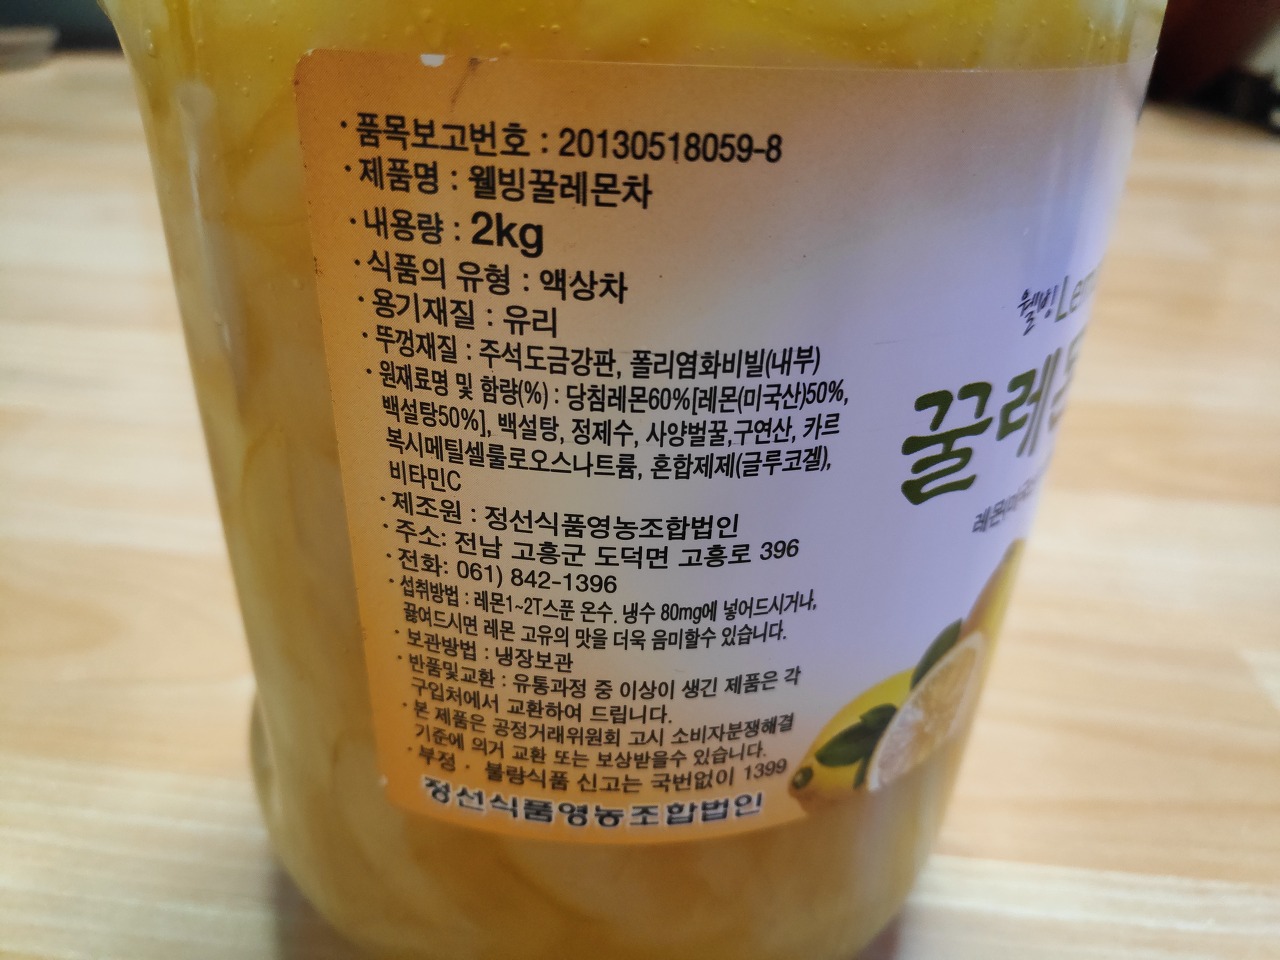 · 품목보고번호 : 20130518059-8
· 제품명 : 웰빙꿀레몬차
· 내용량 : 2kg
· 식품의 유형 : 액상차
· 용기재질 : 유리
· 뚜껑재질 : 주석도금강판, 폴리염화비빌(내부)
· 원재료명 및 함량(%) : 당침레몬60%[레몬(미국산)50%,
백설탕50%], 백설탕, 정제수, 사양벌꿀,구연산, 카르
복시메틸셀룰로오스나트륨, 혼합제제(글루코겔),
비타민C
· 제조원 : 정선식품영농조합법인
· 주소: 전남 고흥군 도덕면 고흥로 396
· 전화: 061) 842-1396
· 섭취방법 : 레몬1~2T스푼 온수. 냉수 80mg에 넣어드시거나,
끓여드시면 레몬 고유의 맛을 더욱 음미할수 있습니다.
· 보관방법 : 냉장보관
· 반품및교환 : 유통과정 중 이상이 생긴 제품은 각
구입처에서 교환하여 드립니다.
· 본 제품은 공정거래위원회 고시 소비자분쟁해결
기준에 의거 교환 또는 보상받을수 있습니다.
· 부정 · 불량식품 신고는 국번없이 1399
정선식품영농조합법인
웰빙
꿀레